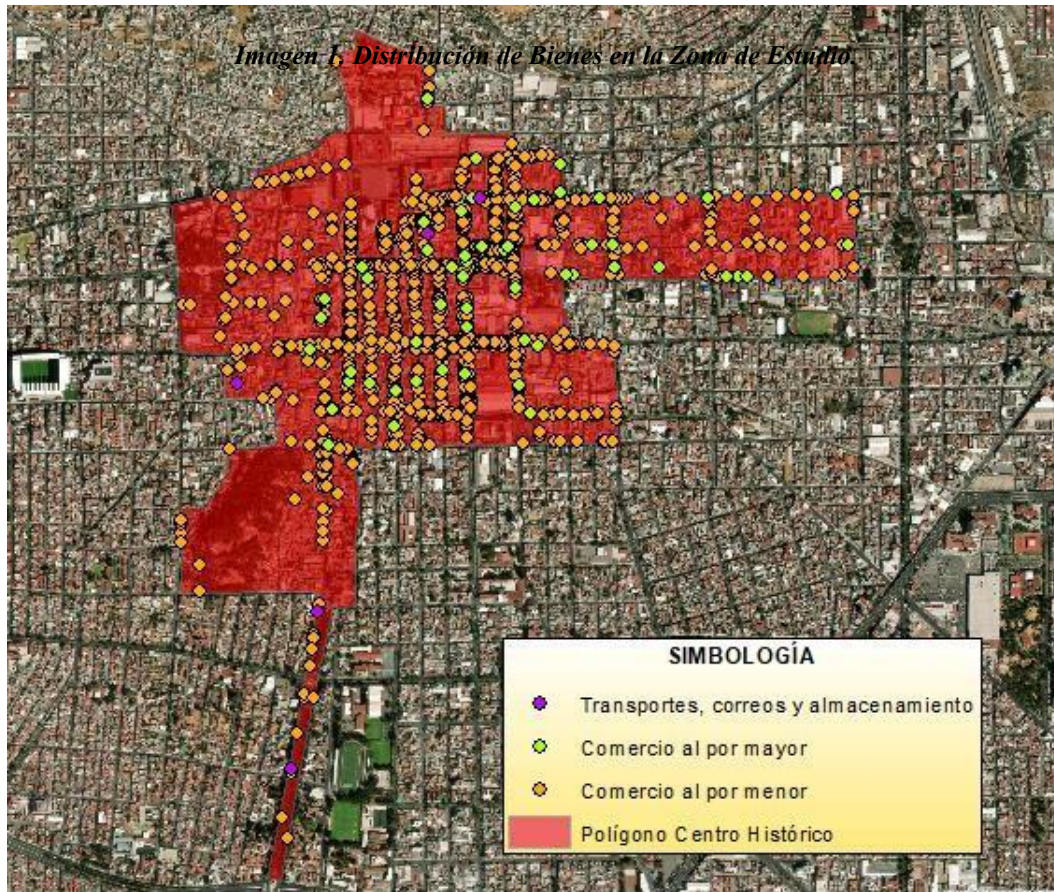 Imagen 1. Distribución de Bienes en la Zona de Estudio.
SIMBOLOGÍA
Transportes, correos y almacenamiento
Comercio al por mayor
Comercio al por menor
Polígono Centro Histórico